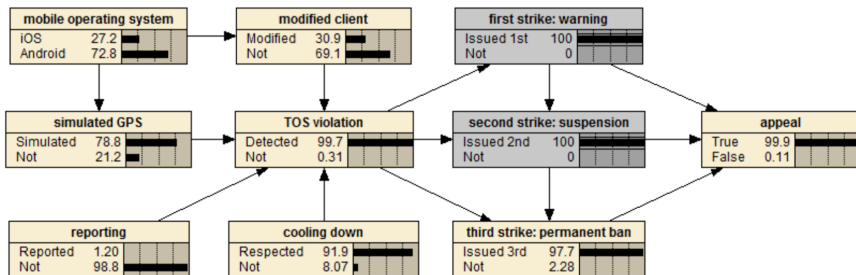 mobile operating system
iOS 27.2
Android 72.8
modified client
Modified 30.9
Not 69.1
first strike: warning
Issued 1st 100
Not 0
simulated GPS
Simulated 78.8
Not 21.2
TOS violation
Detected 99.7
Not 0.31
second strike: suspension
Issued 2nd 100
Not 0
appeal
True 99.9
False 0.11
reporting
Reported 1.20
Not 98.8
cooling down
Respected 91.9
Not 8.07
third strike: permanent ban
Issued 3rd 97.7
Not 2.28